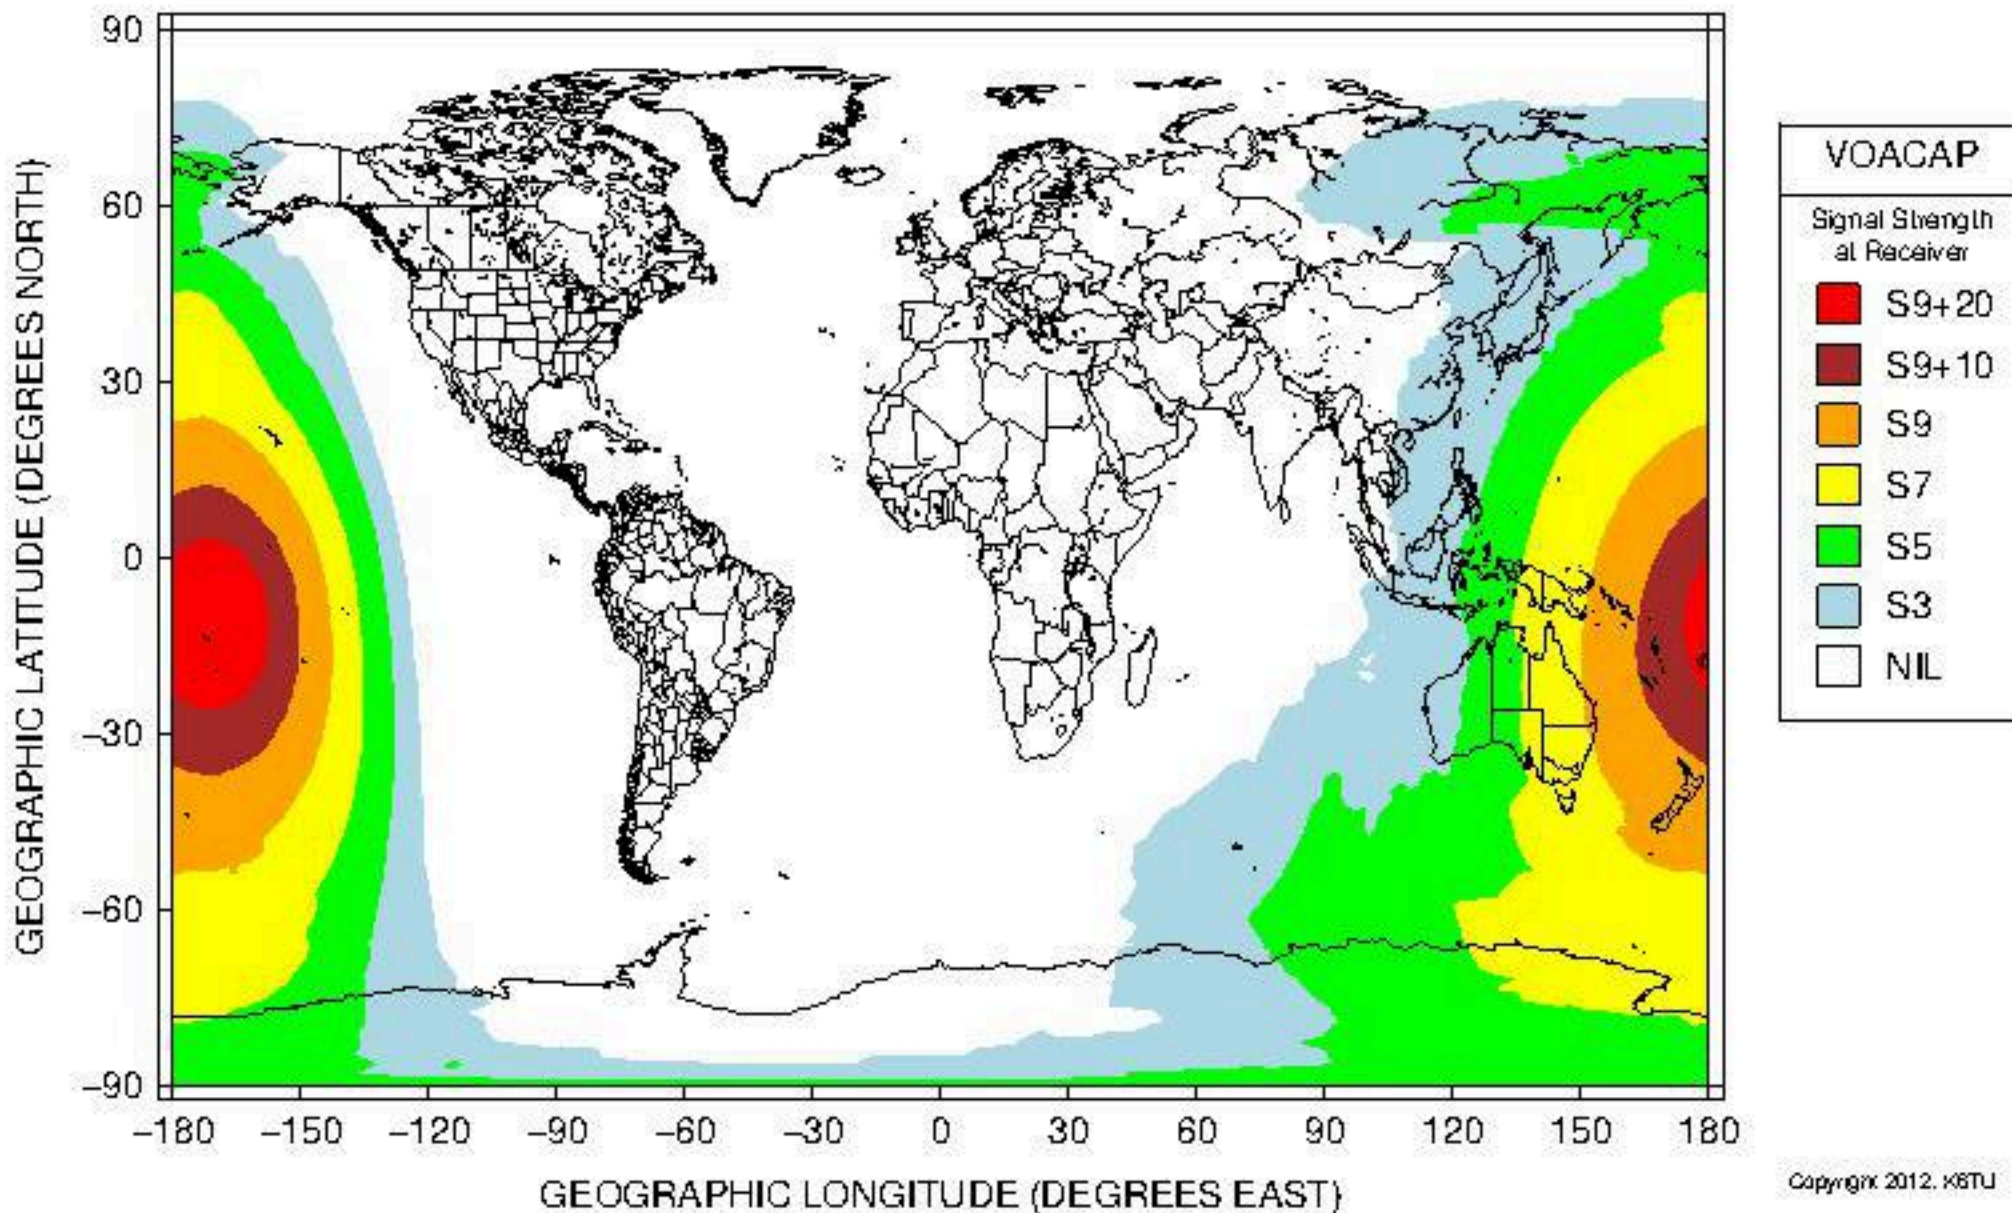 90
60
30
0
−30
−60
−90
GEOGRAPHIC LATITUDE (DEGREES NORTH)
−180 −150 −120 −90 −60 −30 0 30 60 90 120 150 180
GEOGRAPHIC LONGITUDE (DEGREES EAST)
VOACAP
Signal Strength
at Receiver
S9+20
S9+10
S9
S7
S5
S3
NIL
Copyright 2012, K6TU